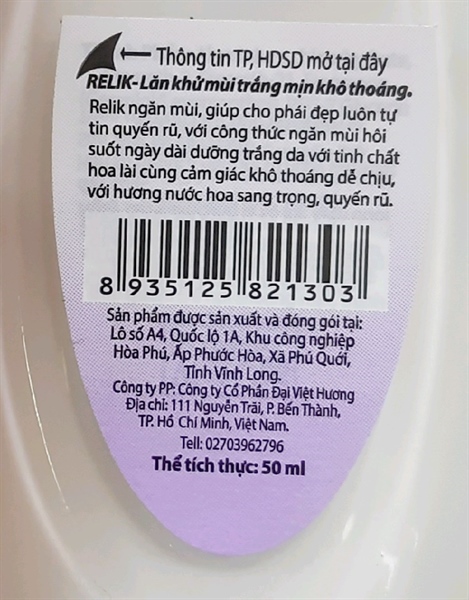 Thông tin TP, HDSD mở tại đây
RELIK-Lăn khử mùi trắng mịn khô thoáng.
Relik ngăn mùi, giúp cho phái đẹp luôn tự
tin quyến rũ, với công thức ngăn mùi hôi
suốt ngày dài dưỡng trắng da với tinh chất
hoa lài cùng cảm giác khô thoáng dễ chịu,
với hương nước hoa sang trọng, quyến rũ.
8 935125 821303
Sản phẩm được sản xuất và đóng gói tại:
Lô số A4, Quốc lộ 1A, Khu công nghiệp
Hòa Phú, Ấp Phước Hòa, Xã Phú Quới,
Tỉnh Vĩnh Long.
Công ty PP: Công ty Cổ Phần Đại Việt Hương
Địa chỉ: 111 Nguyễn Trãi, P. Bến Thành,
TP. Hồ Chí Minh, Việt Nam.
Tell: 02703962796
Thể tích thực: 50 ml